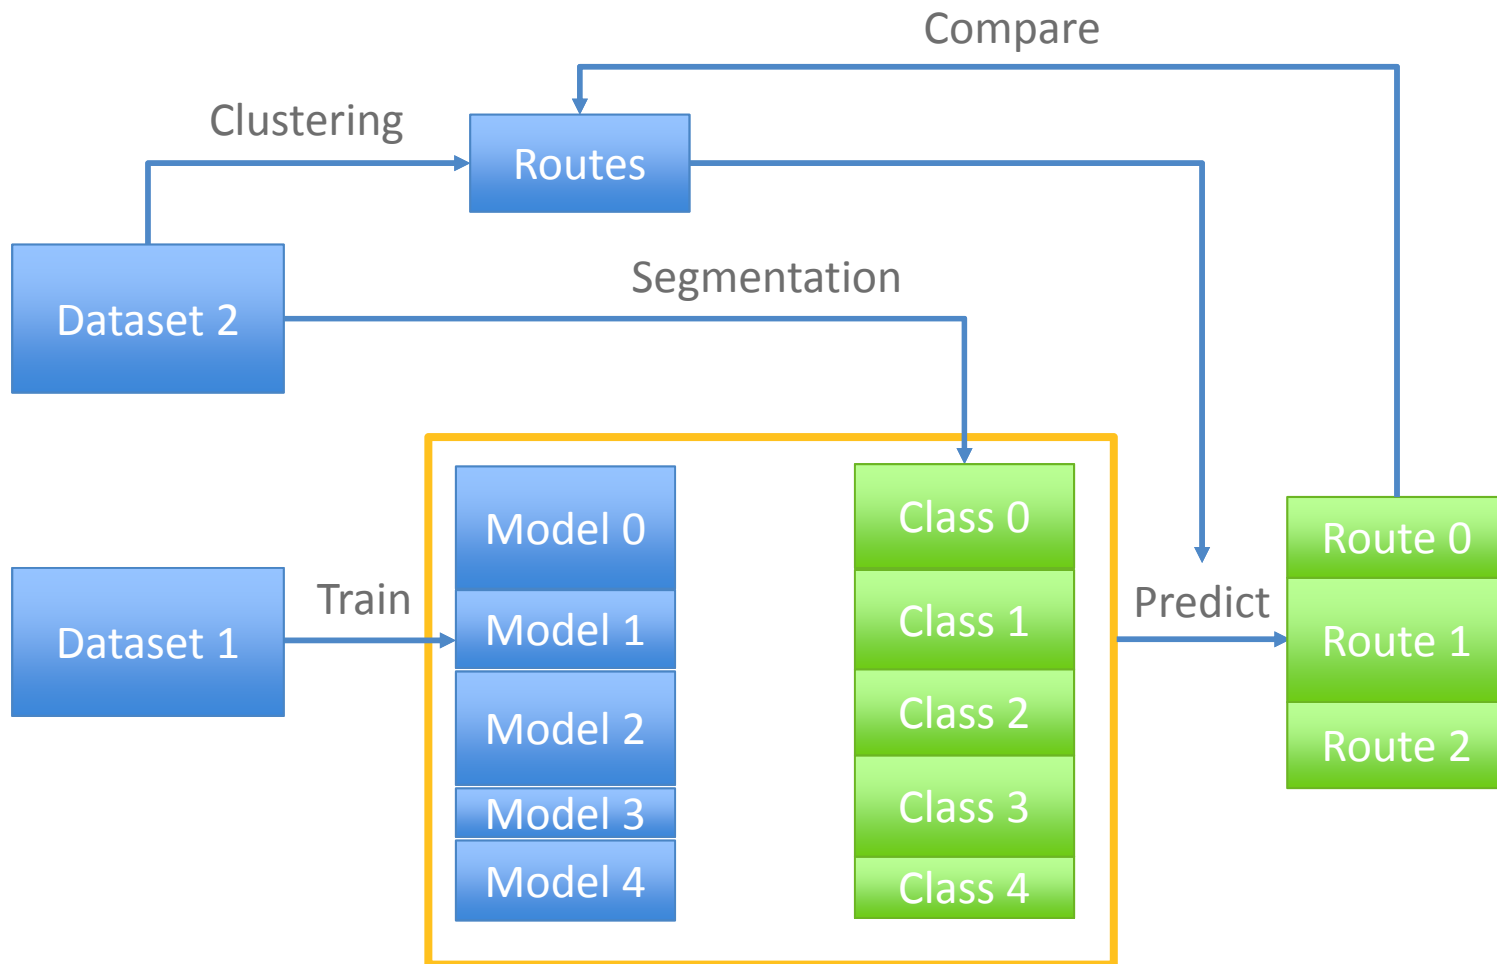 Compare
Clustering
Routes
Segmentation
Dataset 2
Model 0
Model 1
Model 2
Model 3
Model 4
Class 0
Class 1
Class 2
Class 3
Class 4
Dataset 1
Train
Predict
Route 0
Route 1
Route 2